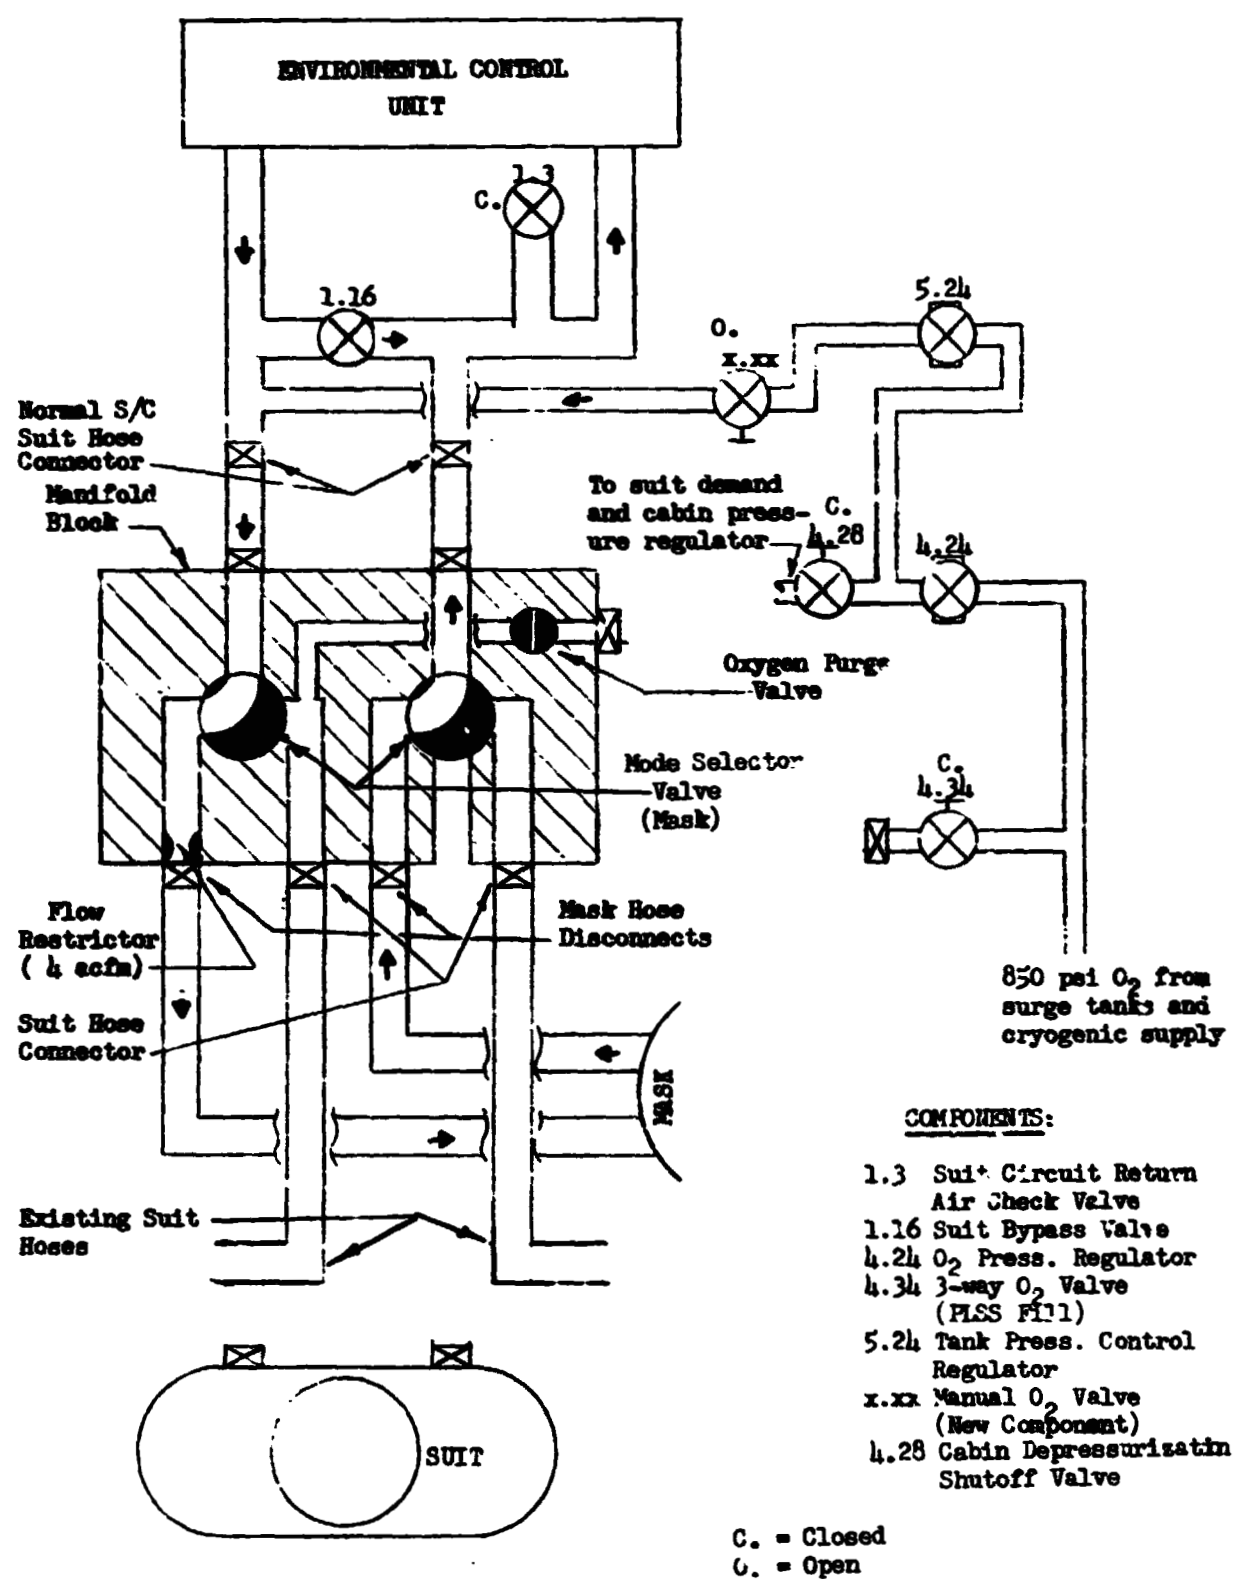 ENVIRONMENTAL CONTROL
UNIT
1.3
C.
1.16
5.24
O.
x.xx
Normal S/C
Suit Hose
Connector
Manifold
Block
To suit demand
and cabin press-
ure regulator
C.
4.28
4.24
Oxygen Purge
Valve
Mode Selector
Valve
(Mask)
C.
4.34
Flow
Restrictor
( 4 acfm)
Mask Hose
Disconnects
Suit Hose
Connector
850 psi O2 from
surge tanks and
cryogenic supply
MASK
Existing Suit
Hoses
COMPONENTS:
1.3 Suit Circuit Return
Air Check Valve
1.16 Suit Bypass Valve
4.24 O2 Press. Regulator
4.34 3-way O2 Valve
(PLSS Fill)
5.24 Tank Press. Control
Regulator
x.xx Manual O2 Valve
(New Component)
4.28 Cabin Depressurizatin
Shutoff Valve
SUIT
C. = Closed
O. = Open